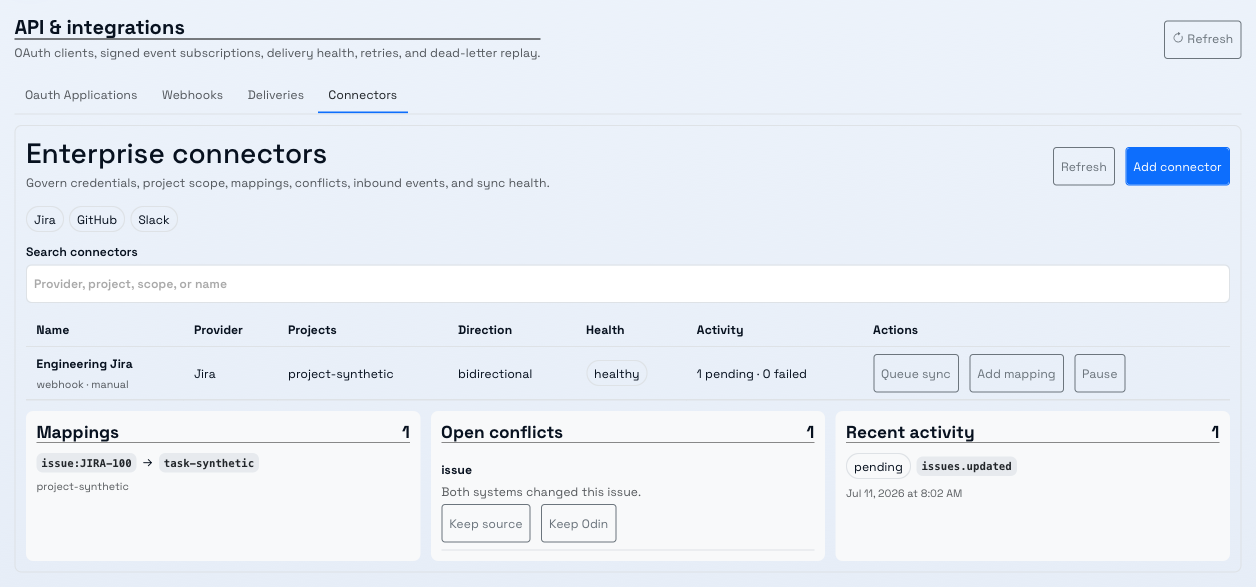 API & integrations
OAuth clients, signed event subscriptions, delivery health, retries, and dead-letter replay.
Refresh
Oauth Applications Webhooks Deliveries Connectors
Enterprise connectors
Govern credentials, project scope, mappings, conflicts, inbound events, and sync health.
Refresh Add connector
Jira GitHub Slack
Search connectors
Provider, project, scope, or name
Name Provider Projects Direction Health Activity Actions
Engineering Jira
webhook · manual
Jira project-synthetic bidirectional healthy 1 pending · 0 failed Queue sync Add mapping Pause
Mappings 1
issue:JIRA-100 → task-synthetic
project-synthetic
Open conflicts 1
issue
Both systems changed this issue.
Keep source Keep Odin
Recent activity 1
pending issues.updated
Jul 11, 2026 at 8:02 AM